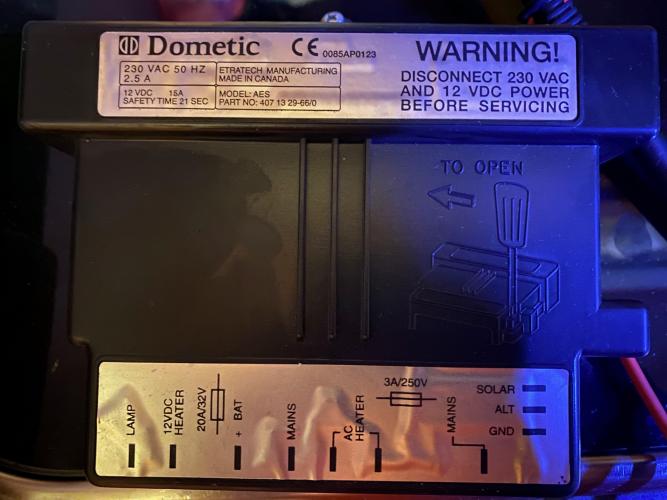 Dometic CE 0085AP0123 WARNING!
230 VAC 50 HZ
2.5 A
ETRATECH MANUFACTURING
MADE IN CANADA
12 VDC 15A
SAFETY TIME 21 SEC
MODEL: AES
PART NO: 407 13 29-66/0
DISCONNECT 230 VAC
AND 12 VDC POWER
BEFORE SERVICING
TO OPEN
LAMP
12VDC
HEATER
20A/32V
+ BAT
MAINS
AC
HEATER
3A/250V
MAINS
SOLAR
ALT
GND